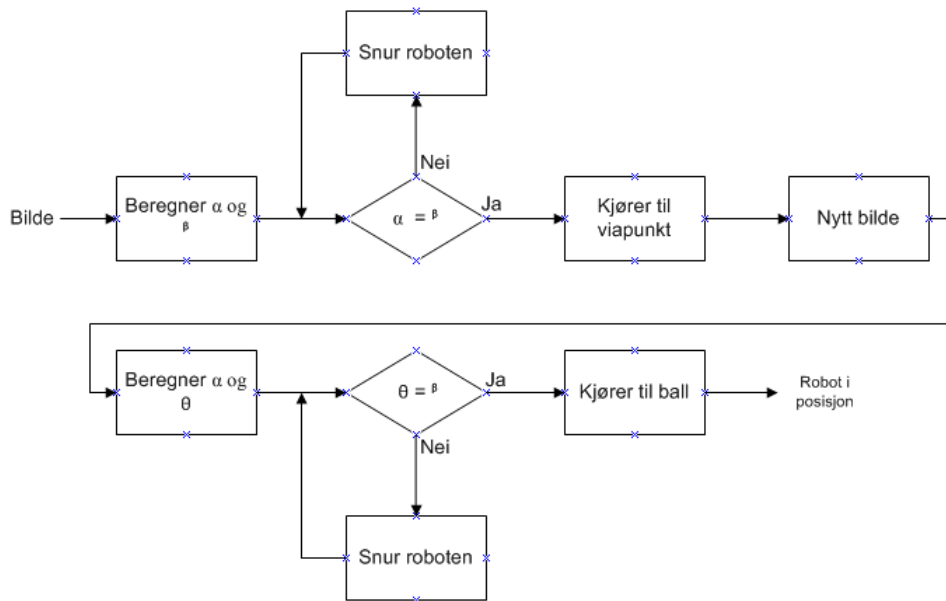 Snur roboten
Nei
Bilde
Beregner α og
β
α = β
Ja
Kjører til
viapunkt
Nytt bilde
Beregner α og
θ
θ = β
Ja
Kjører til ball
Robot i
posisjon
Nei
Snur roboten